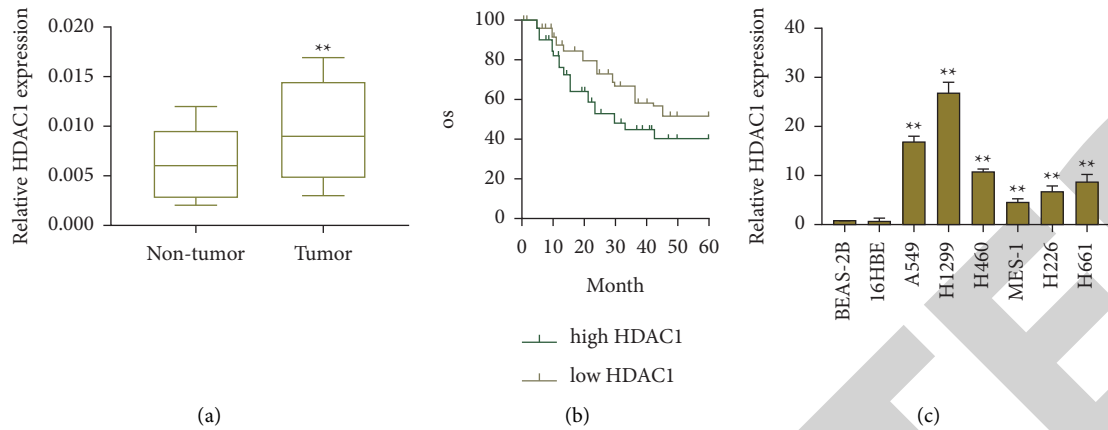 Relative HDAC1 expression
0.020
0.015
0.010
0.005
0.000
**
Non-tumor
Tumor
(a)
os
100
80
60
40
20
0
0 10 20 30 40 50 60
Month
high HDAC1
low HDAC1
(b)
Relative HDAC1 expression
40
30
20
10
0
**
**
**
**
**
**
BEAS-2B
16HBE
A549
H1299
H460
MES-1
H226
H661
(c)